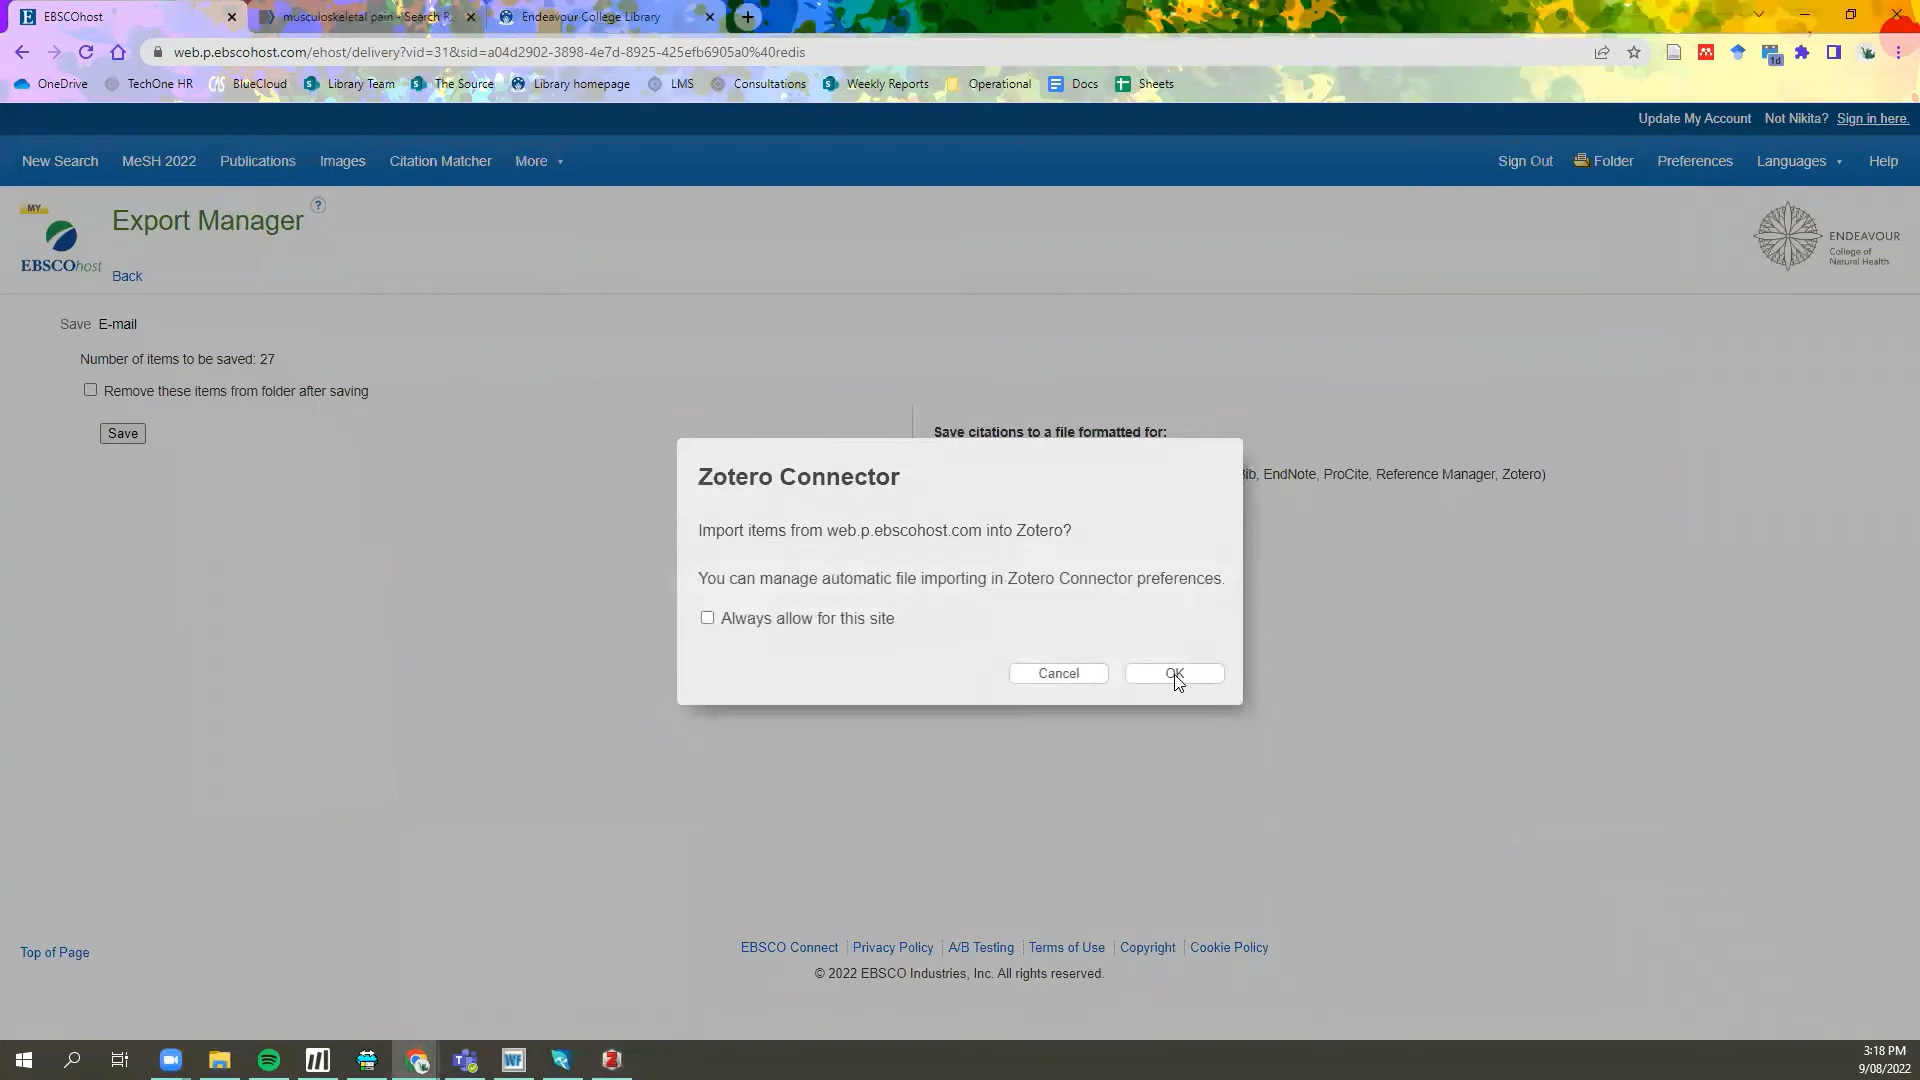 EBSCOhost
musculoskeletal pain - Search Re
Endeavour College Library
web.p.ebscohost.com/ehost/delivery?vid=31&sid=a04d2902-3898-4e7d-8925-425efb6905a0%40redis
1d
OneDrive TechOne HR BlueCloud Library Team The Source Library homepage LMS Consultations Weekly Reports Operational Docs Sheets
Update My Account Not Nikita? Sign in here.
New Search MeSH 2022 Publications Images Citation Matcher More
Sign Out Folder Preferences Languages Help
MY
EBSCOhost
Export Manager
?
Back
ENDEAVOUR
College of
Natural Health
Save E-mail
Number of items to be saved: 27
Remove these items from folder after saving
Save
Save citations to a file formatted for:
EndNote, ProCite, Reference Manager, Zotero)
Zotero Connector
Import items from web.p.ebscohost.com into Zotero?
You can manage automatic file importing in Zotero Connector preferences.
Always allow for this site
Cancel OK
Top of Page
EBSCO Connect Privacy Policy A/B Testing Terms of Use Copyright Cookie Policy
© 2022 EBSCO Industries, Inc. All rights reserved.
3:18 PM
9/08/2022